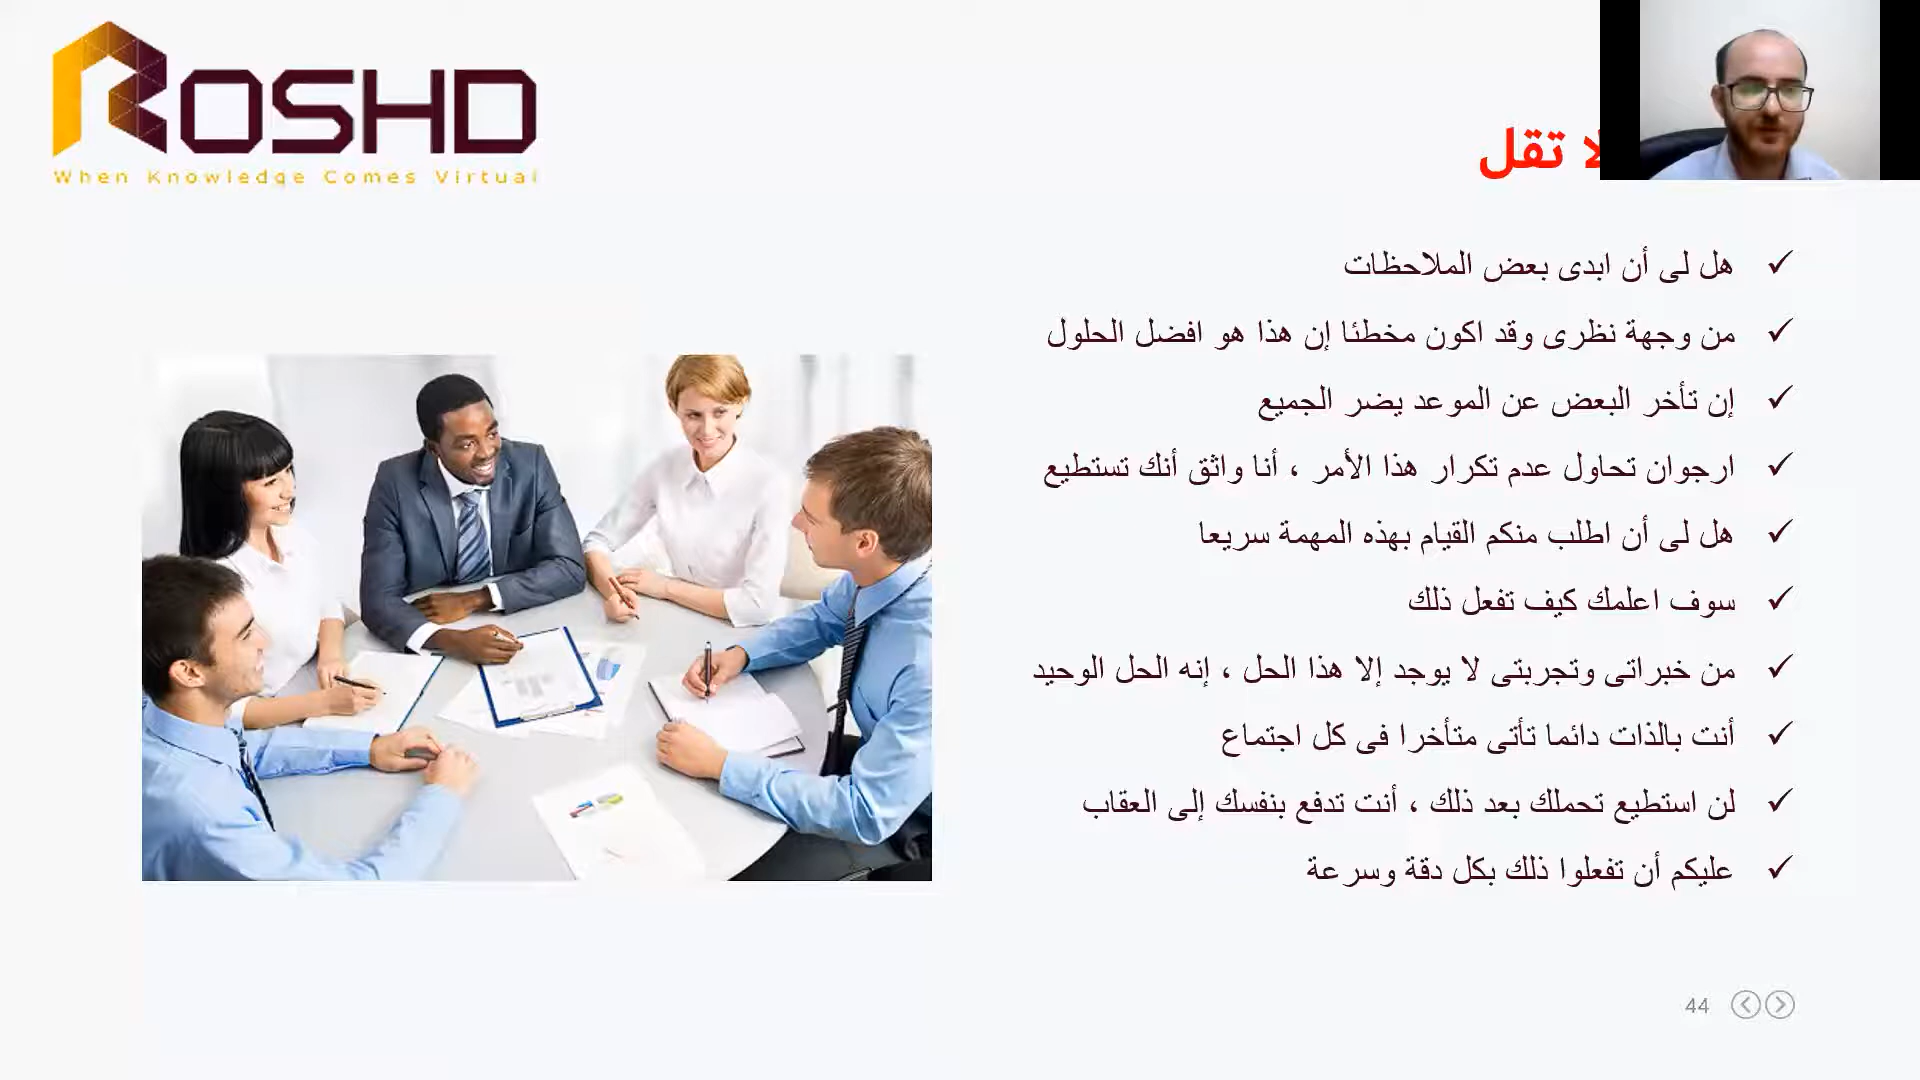 ROSHD
When Knowledge Comes Virtual
لا تقل
هل لى أن ابدى بعض الملاحظات
من وجهة نظرى وقد اكون مخطئا إن هذا هو افضل الحلول
إن تأخر البعض عن الموعد يضر الجميع
ارجوان تحاول عدم تكرار هذا الأمر ، أنا واثق أنك تستطيع
هل لى أن اطلب منكم القيام بهذه المهمة سريعا
سوف اعلمك كيف تفعل ذلك
من خبراتى وتجربتى لا يوجد إلا هذا الحل ، إنه الحل الوحيد
أنت بالذات دائما تأتى متأخرا فى كل اجتماع
لن استطيع تحملك بعد ذلك ، أنت تدفع بنفسك إلى العقاب
عليكم أن تفعلوا ذلك بكل دقة وسرعة
44